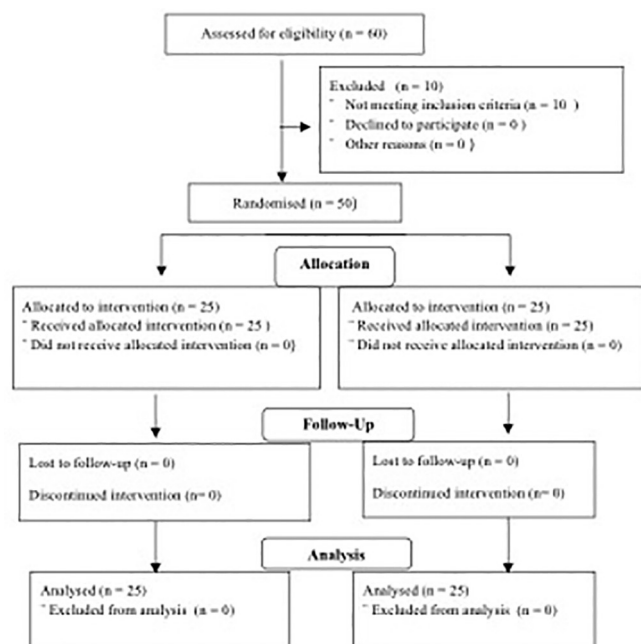 Assessed for eligibility (n = 60)
Excluded (n = 10)
¨ Not meeting inclusion criteria (n = 10 )
¨ Declined to participate (n = 0 )
¨ Other reasons (n = 0 )
Randomised (n = 50)
Allocation
Allocated to intervention (n = 25)
¨ Received allocated intervention (n = 25 )
¨ Did not receive allocated intervention (n = 0)
Allocated to intervention (n = 25)
¨ Received allocated intervention (n = 25)
¨ Did not receive allocated intervention (n = 0)
Follow-Up
Lost to follow-up (n = 0)
Discontinued intervention (n= 0)
Lost to follow-up (n = 0)
Discontinued intervention (n= 0)
Analysis
Analysed (n = 25)
¨ Excluded from analysis (n = 0)
Analysed (n = 25)
¨ Excluded from analysis (n = 0)